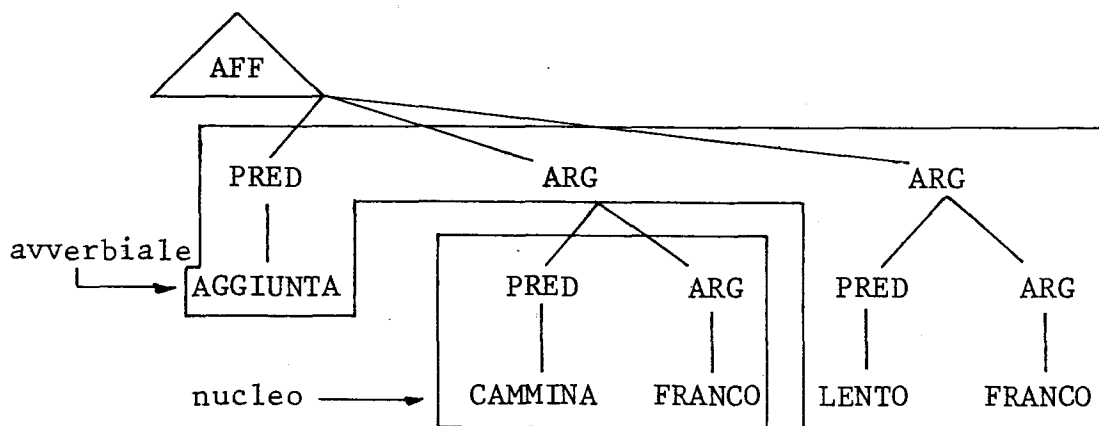 AFF
PRED ARG ARG
avverbiale
AGGIUNTA PRED ARG PRED ARG
nucleo CAMMINA FRANCO LENTO FRANCO